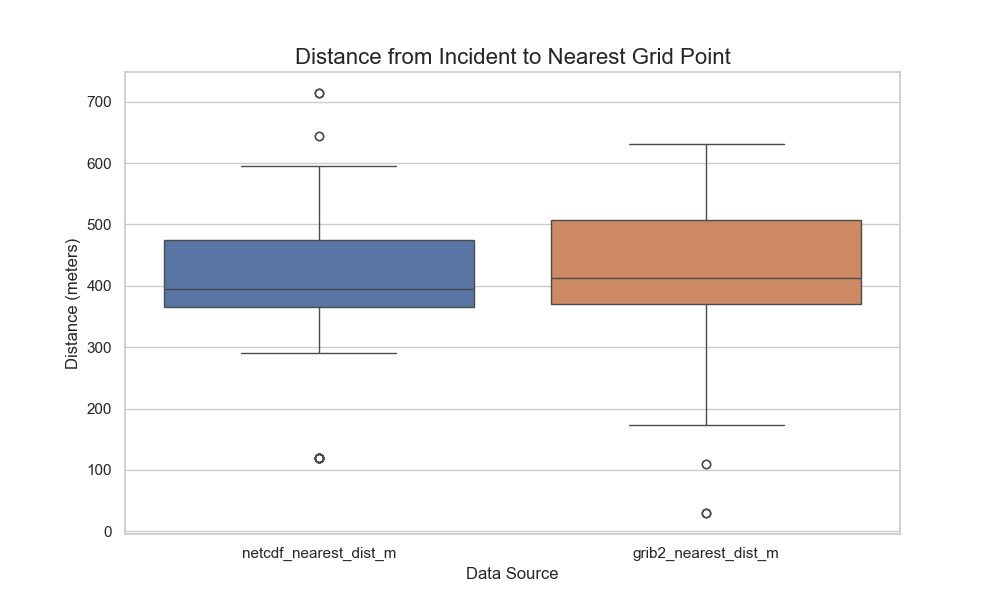 Distance from Incident to Nearest Grid Point
Distance (meters)
700
600
500
400
300
200
100
0
netcdf_nearest_dist_m
grib2_nearest_dist_m
Data Source